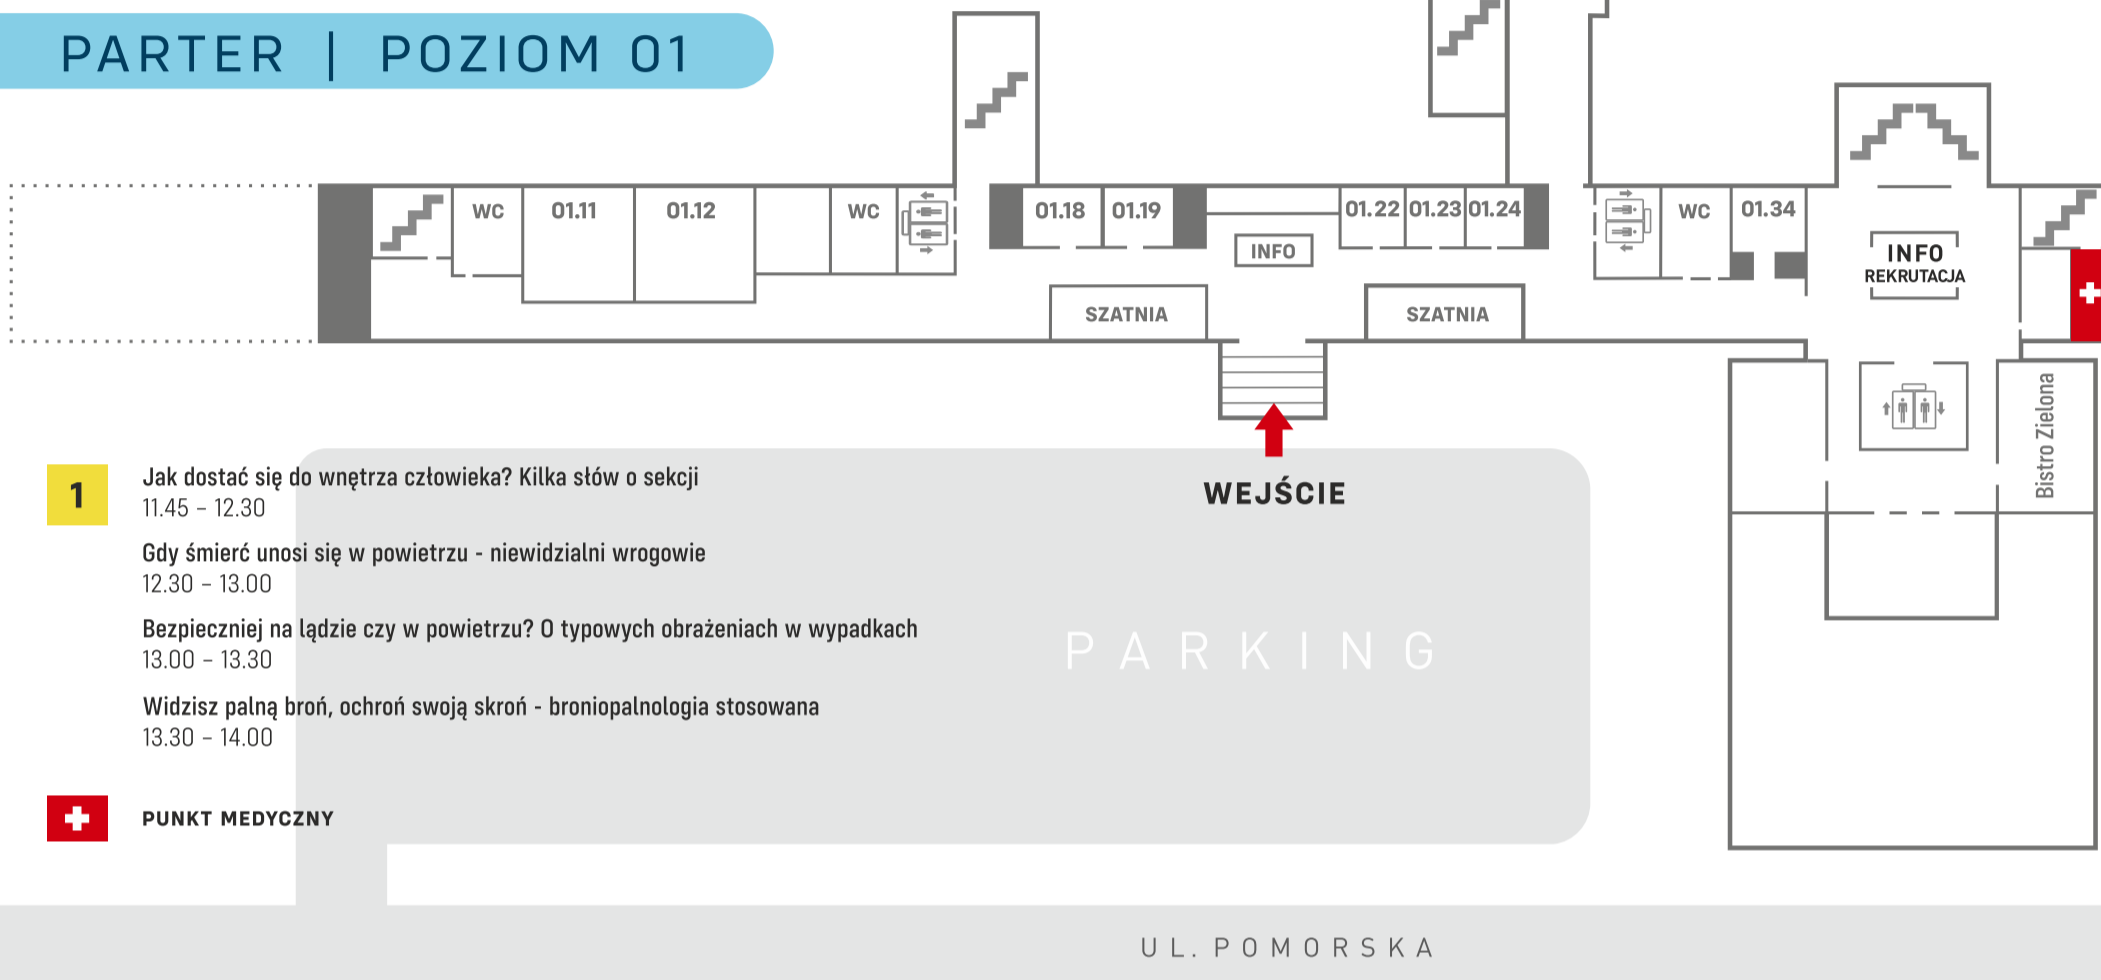 PARTER | POZIOM 01
WC
01.11
01.12
WC
01.18
01.19
INFO
01.22
01.23
01.24
WC
01.34
INFO
REKRUTACJA
SZATNIA
SZATNIA
Bistro Zielona
WEJŚCIE
1
Jak dostać się do wnętrza człowieka? Kilka słów o sekcji
11.45 – 12.30
Gdy śmierć unosi się w powietrzu - niewidzialni wrogowie
12.30 – 13.00
Bezpieczniej na lądzie czy w powietrzu? O typowych obrażeniach w wypadkach
13.00 – 13.30
Widzisz palną broń, ochroń swoją skroń - broniopalnologia stosowana
13.30 – 14.00
PARKING
PUNKT MEDYCZNY
UL. POMORSKA